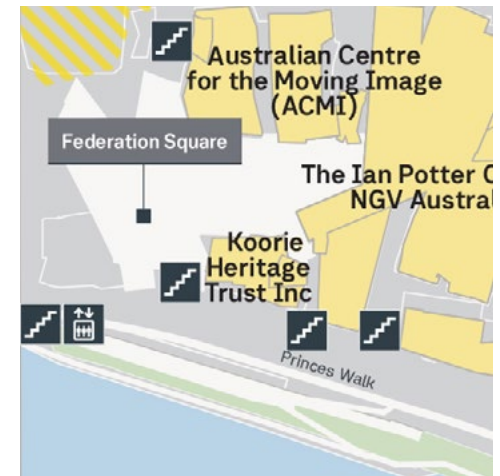 Australian Centre
for the Moving Image
(ACMI)
Federation Square
The Ian Potter
NGV
Koorie
Heritage
Trust Inc
Princes Walk